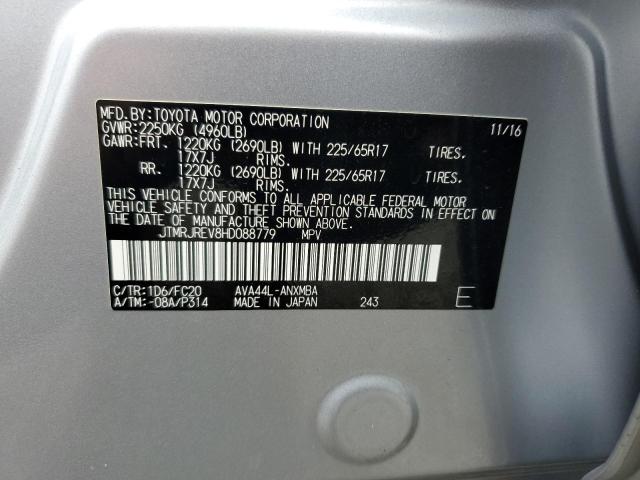 MFD.BY:TOYOTA MOTOR CORPORATION 11/16
GVWR:2250KG (4960LB)
GAWR:FRT. 1220KG (2690LB) WITH 225/65R17 TIRES.
17X7J RIMS.
RR. 1220KG (2690LB) WITH 225/65R17 TIRES.
17X7J RIMS.
THIS VEHICLE CONFORMS TO ALL APPLICABLE FEDERAL MOTOR
VEHICLE SAFETY AND THEFT PREVENTION STANDARDS IN EFFECT ON
THE DATE OF MANUFACTURE SHOWN ABOVE.
JTMRJREV8HD088779 MPV
C/TR:1D6/FC20 AVA44L-ANXMBA
A/TM:-08A/P314 MADE IN JAPAN 243 E